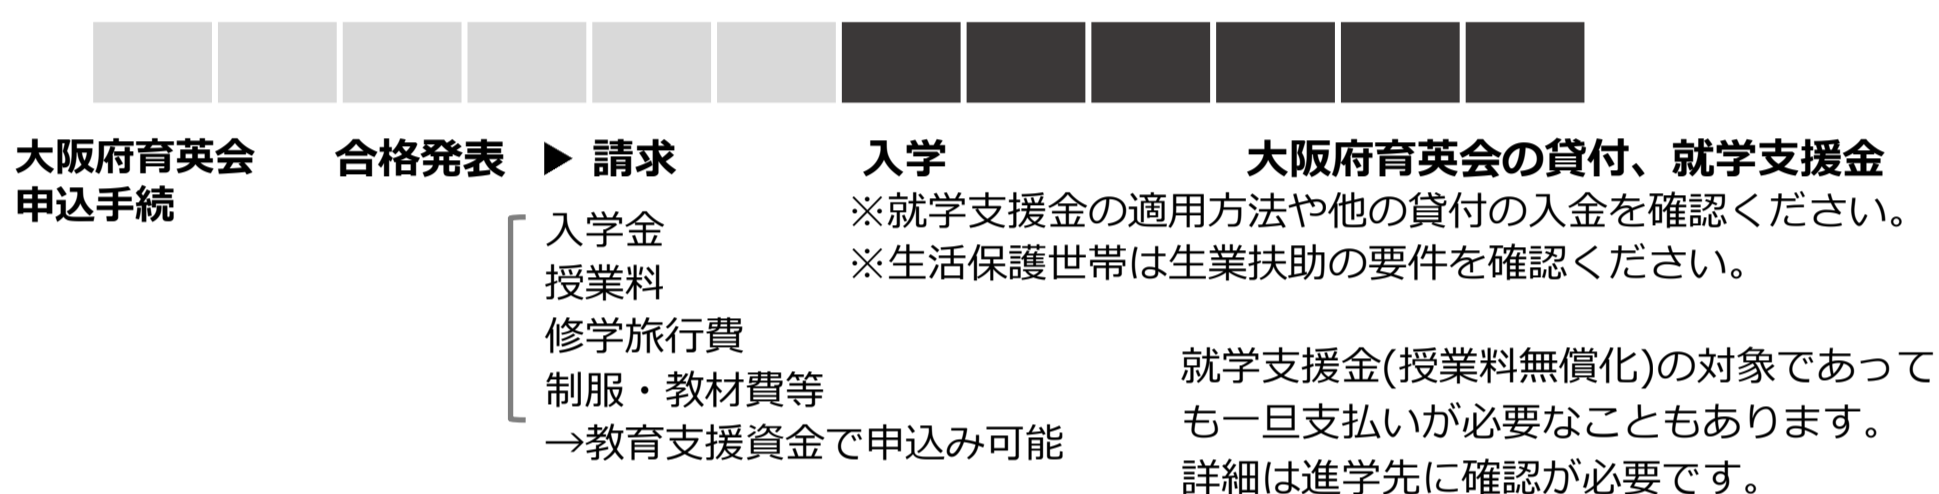 大阪府育英会
申込手続
合格発表 ▶ 請求
入学金
授業料
修学旅行費
制服・教材費等
→教育支援資金で申込み可能
入学
大阪府育英会の貸付、就学支援金
※就学支援金の適用方法や他の貸付の入金を確認ください。
※生活保護世帯は生業扶助の要件を確認ください。
就学支援金(授業料無償化)の対象であって
も一旦支払いが必要なこともあります。
詳細は進学先に確認が必要です。